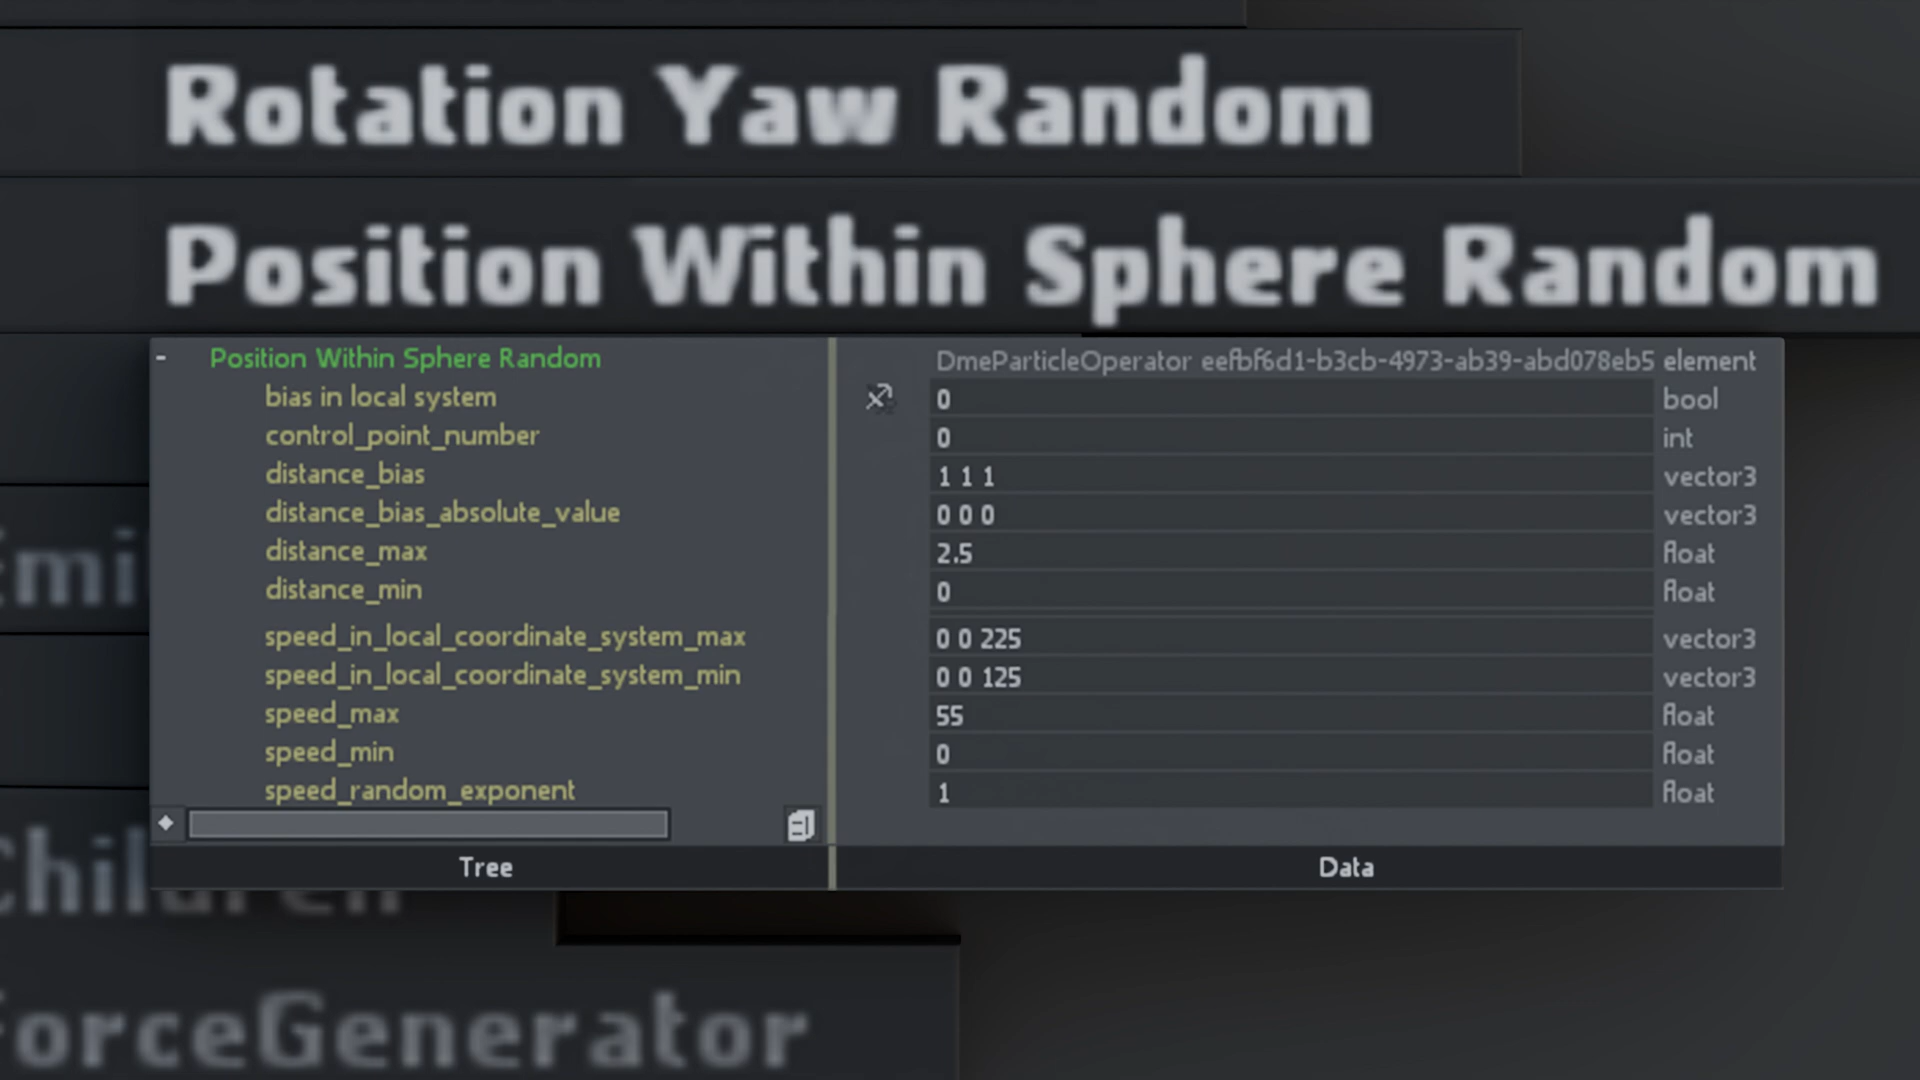 Rotation Yaw Random
Position Within Sphere Random
- Position Within Sphere Random DmeParticleOperator eefbf6d1-b3cb-4973-ab39-abd078eb5 element
bias in local system 0 bool
control_point_number 0 int
distance_bias 1 1 1 vector3
distance_bias_absolute_value 0 0 0 vector3
distance_max 2.5 float
distance_min 0 float
speed_in_local_coordinate_system_max 0 0 225 vector3
speed_in_local_coordinate_system_min 0 0 125 vector3
speed_max 55 float
speed_min 0 float
speed_random_exponent 1 float
Tree Data
Children
ForceGenerator